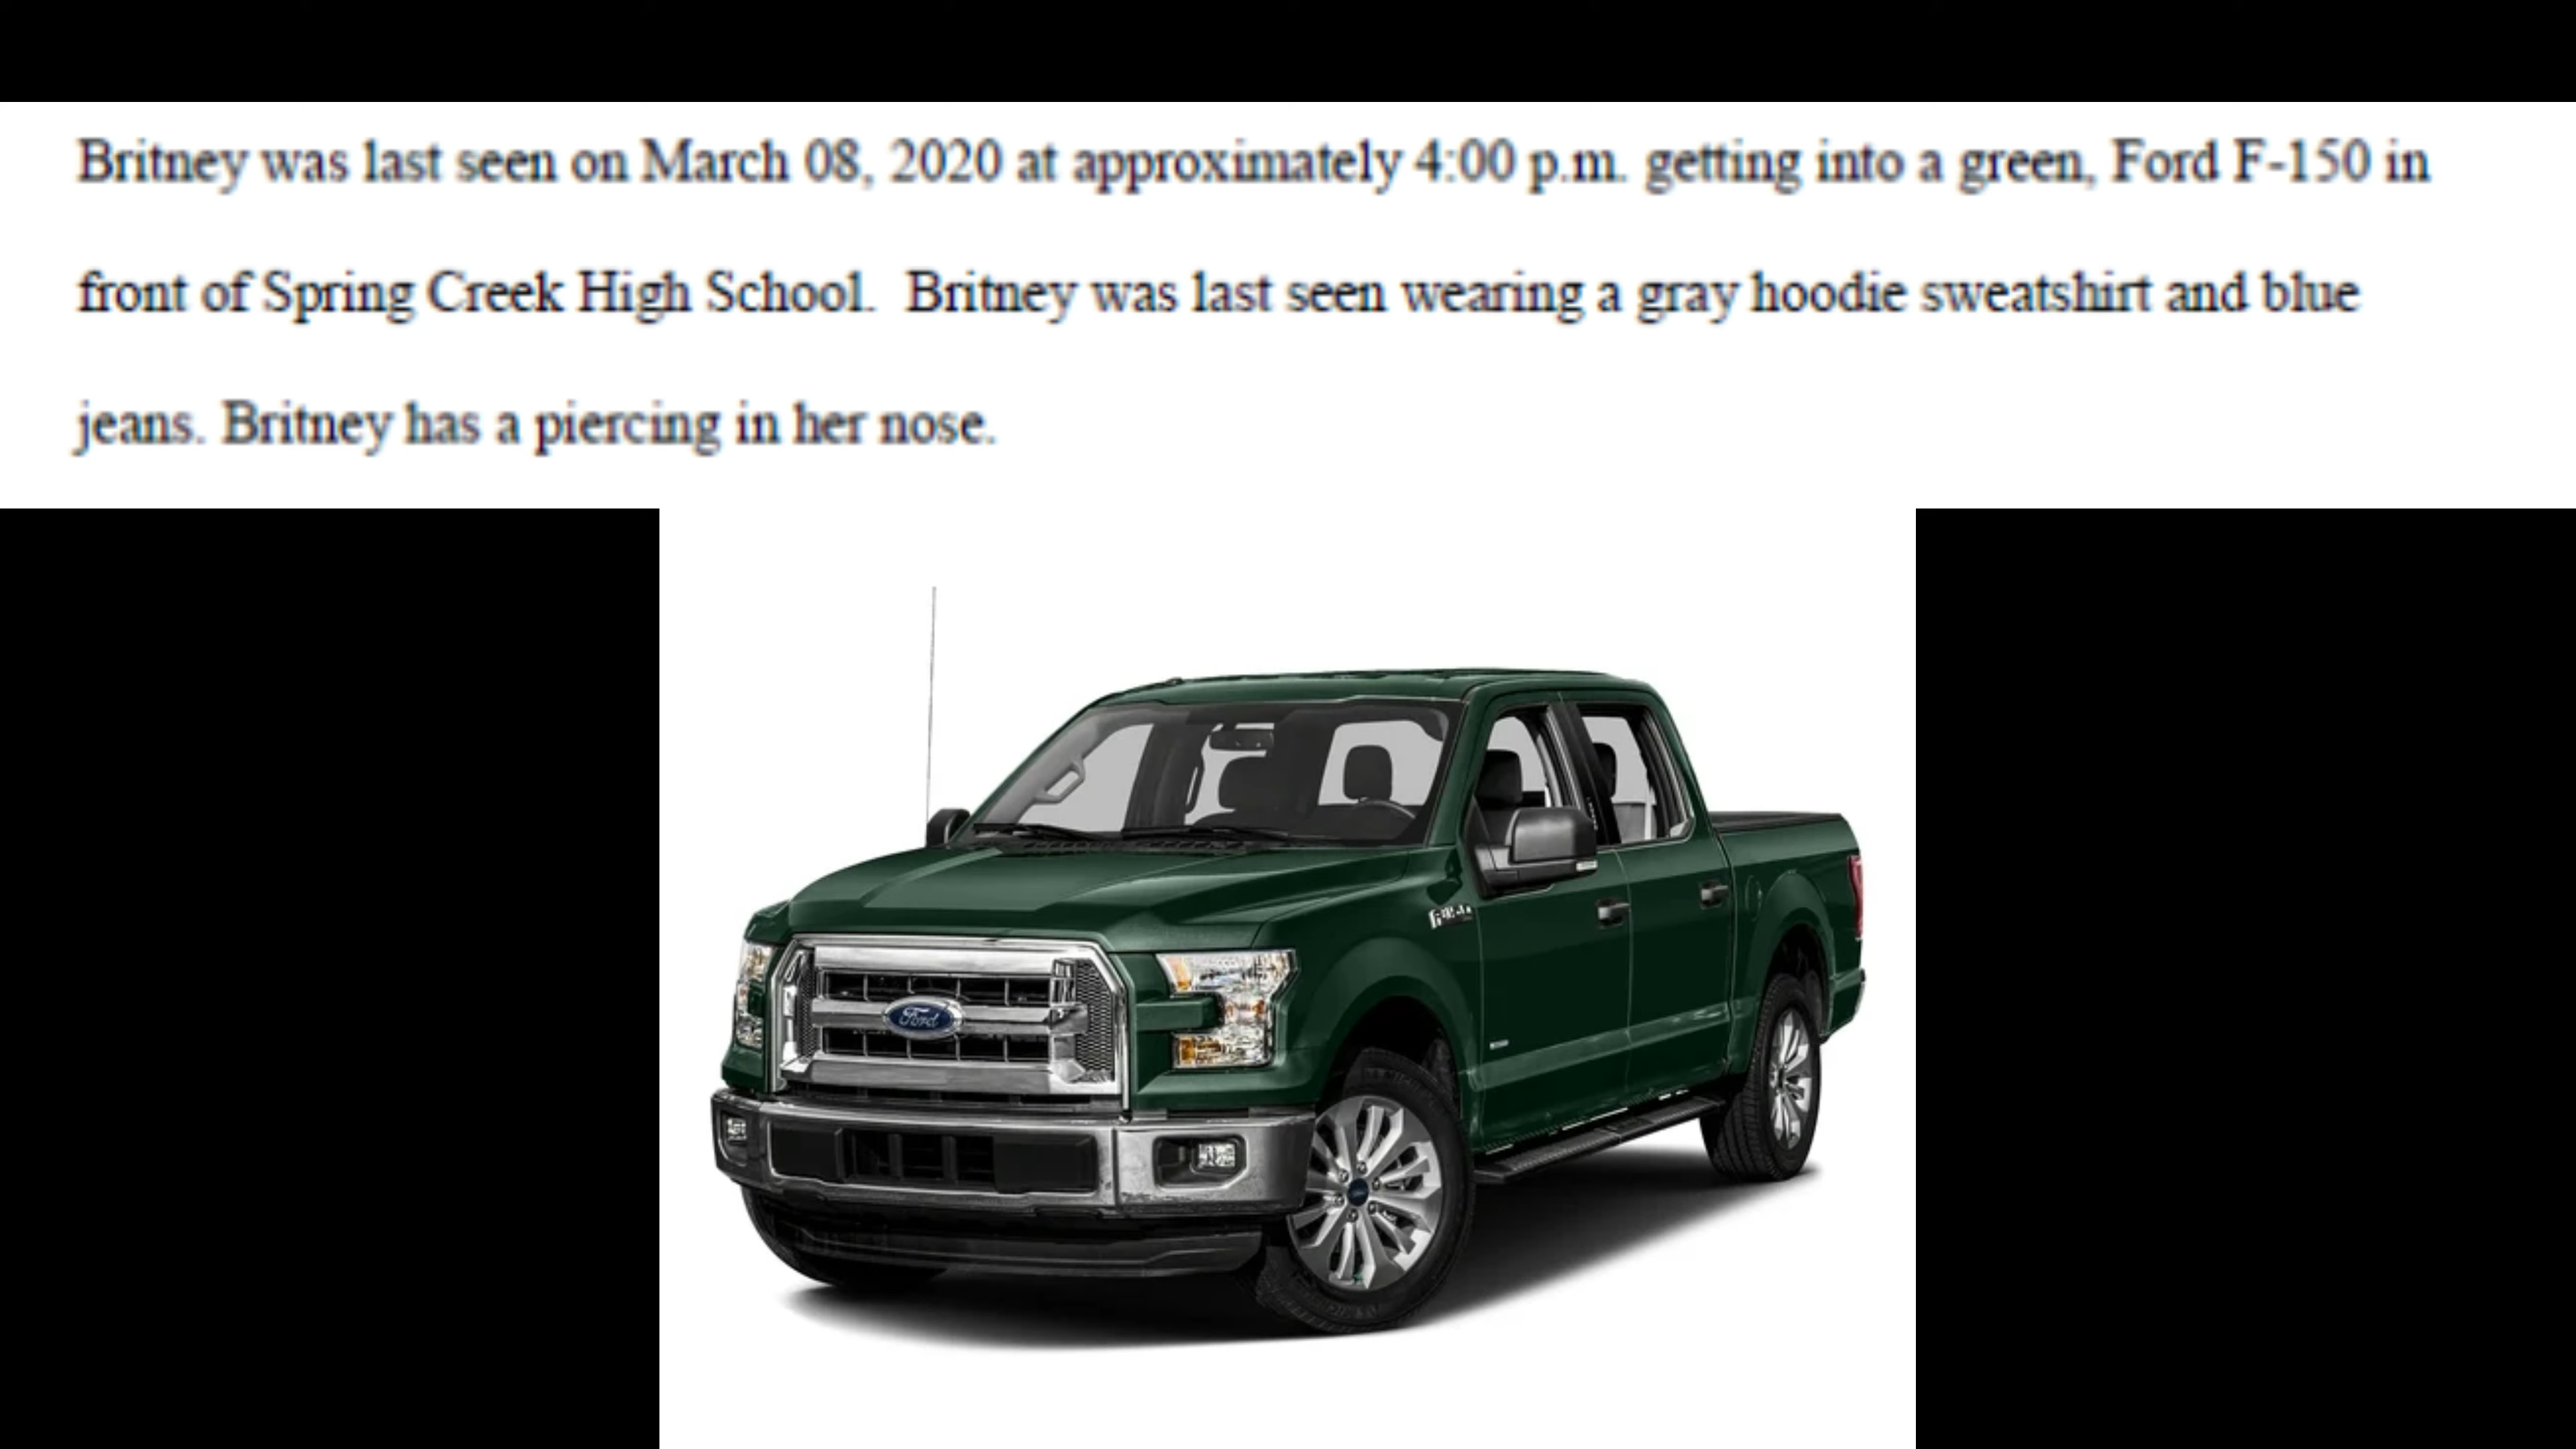 Britney was last seen on March 08, 2020 at approximately 4:00 p.m. getting into a green, Ford F-150 in
front of Spring Creek High School.  Britney was last seen wearing a gray hoodie sweatshirt and blue
jeans. Britney has a piercing in her nose.
Ford